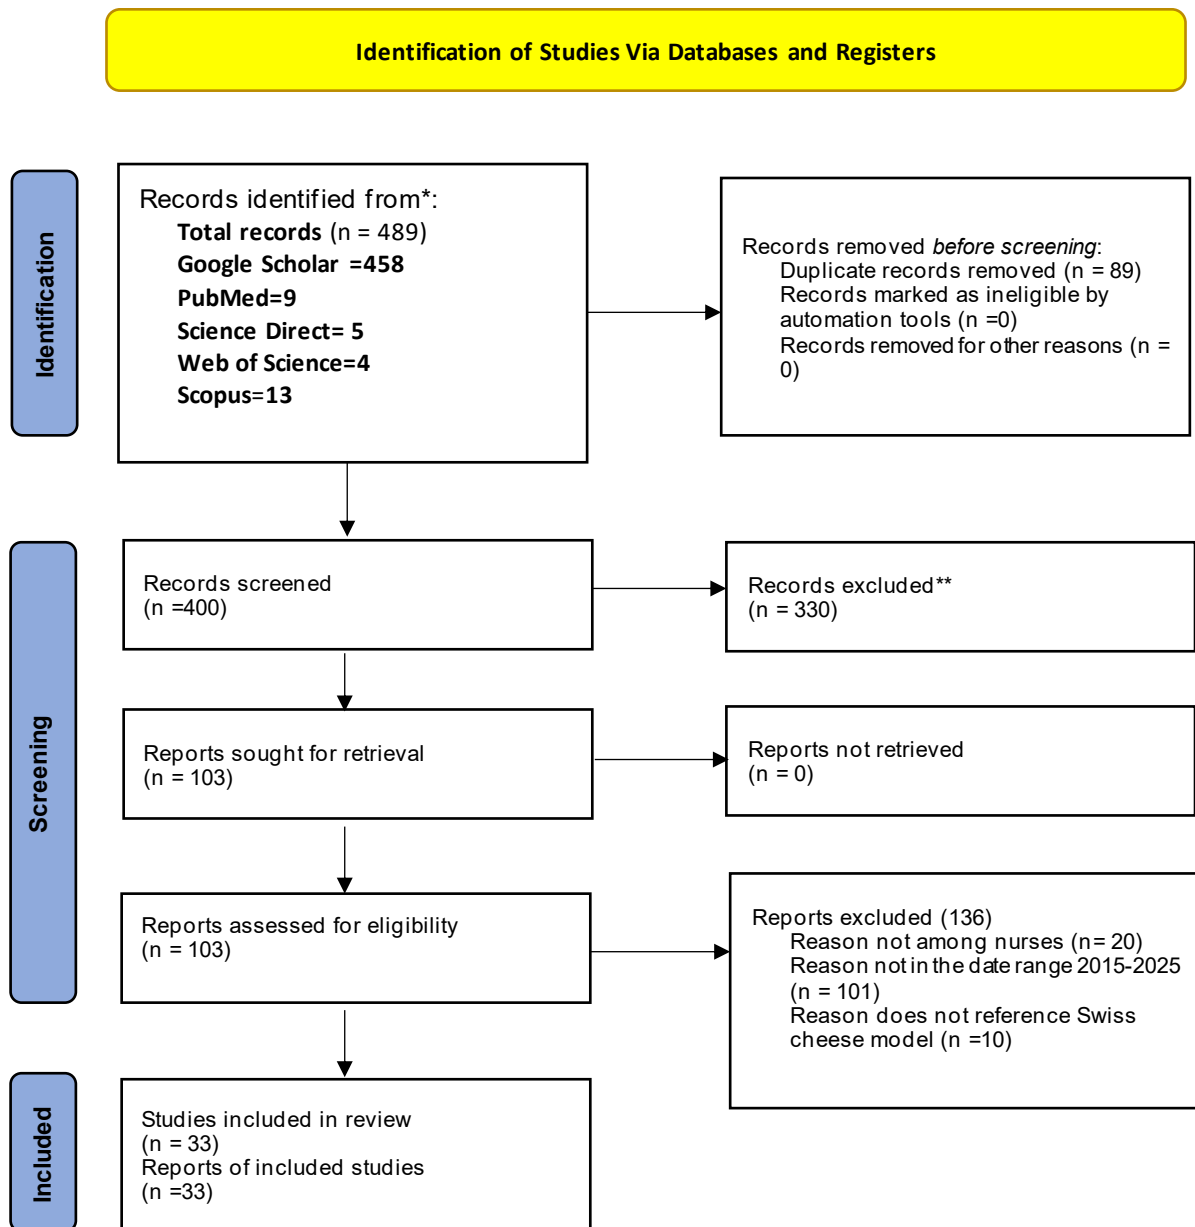 Identification of Studies Via Databases and Registers
Identification
Records identified from*:
Total records (n = 489)
Google Scholar =458
PubMed=9
Science Direct= 5
Web of Science=4
Scopus=13
Records removed before screening:
Duplicate records removed (n = 89)
Records marked as ineligible by
automation tools (n =0)
Records removed for other reasons (n =
0)
Screening
Records screened
(n =400)
Records excluded**
(n = 330)
Reports sought for retrieval
(n = 103)
Reports not retrieved
(n = 0)
Reports assessed for eligibility
(n = 103)
Reports excluded (136)
Reason not among nurses (n= 20)
Reason not in the date range 2015-2025
(n = 101)
Reason does not reference Swiss
cheese model (n =10)
Included
Studies included in review
(n = 33)
Reports of included studies
(n =33)